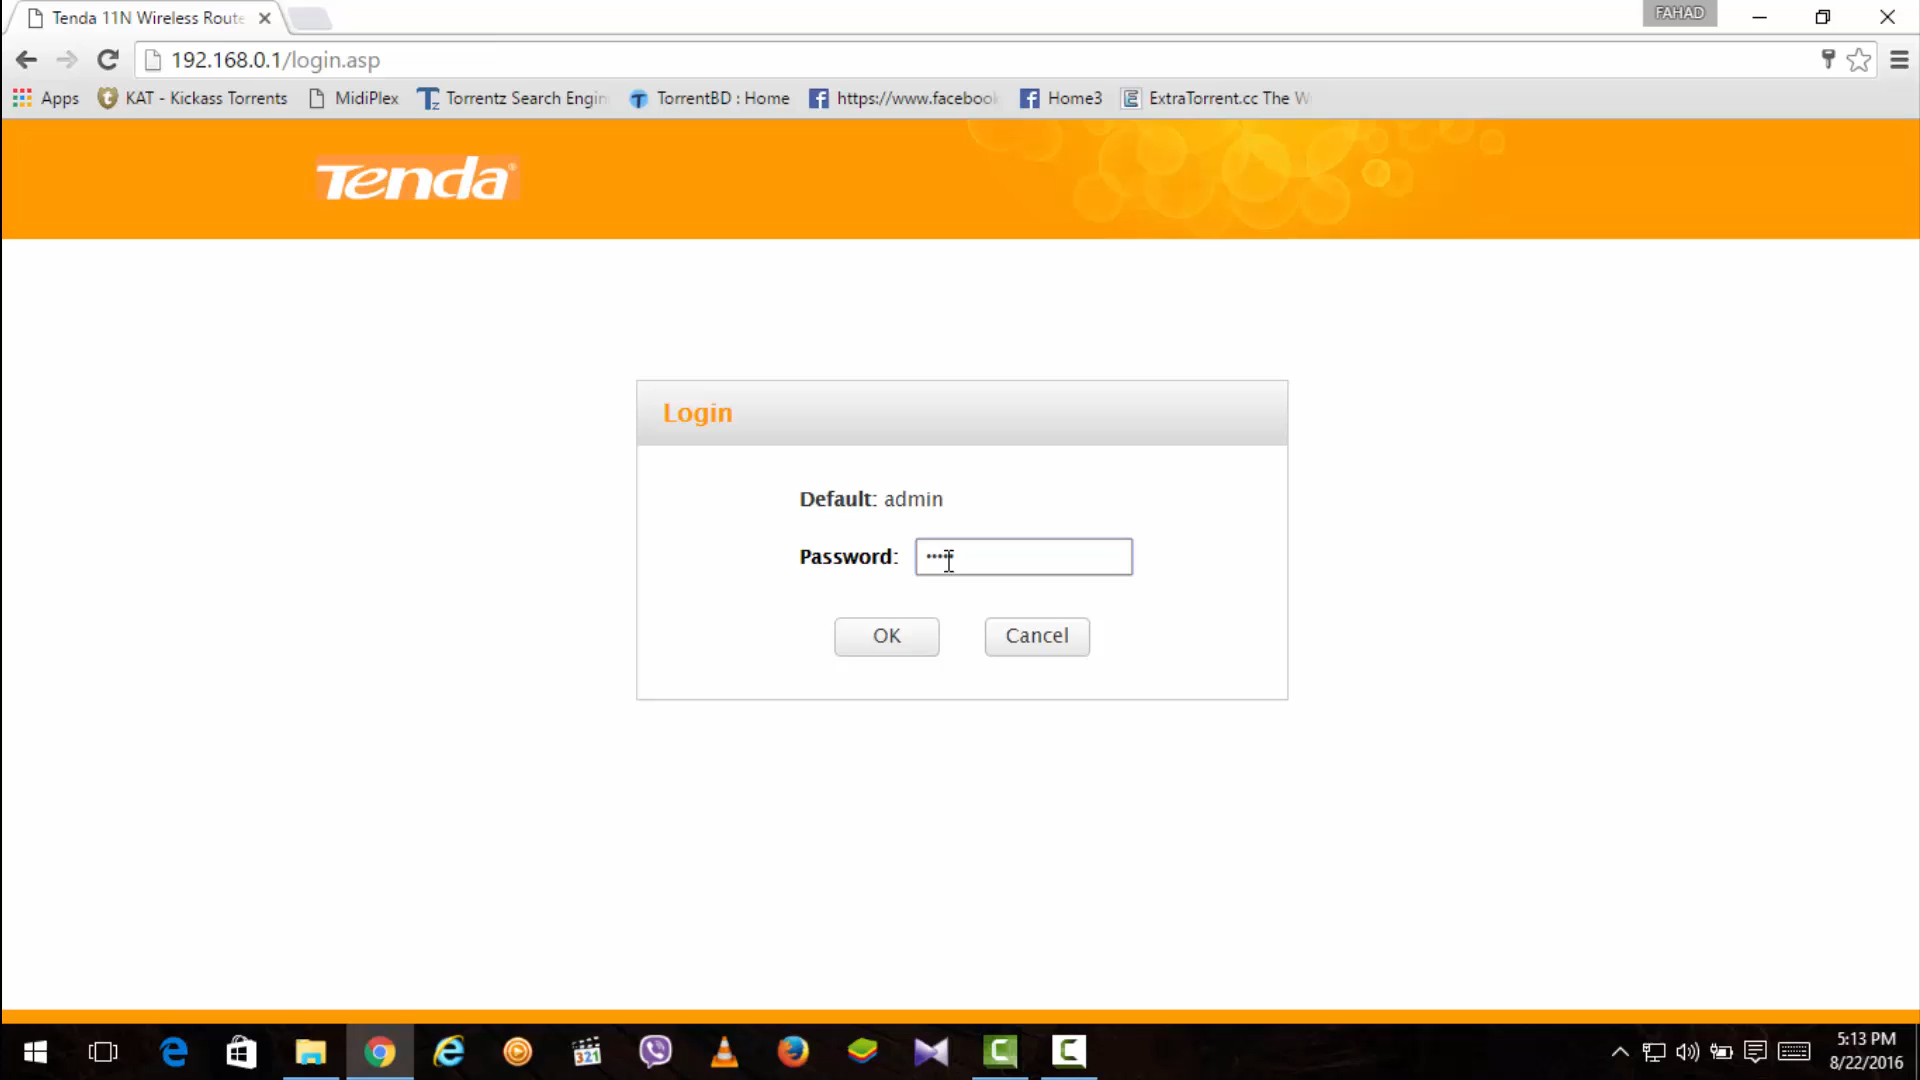 Tenda 11N Wireless Route
FAHAD
192.168.0.1/login.asp
Apps
KAT - Kickass Torrents
MidiPlex
Torrentz Search Engin
TorrentBD : Home
https://www.facebook
Home3
ExtraTorrent.cc The W
Tenda®
Login
Default: admin
Password: •••••
OK
Cancel
321
5:13 PM
8/22/2016